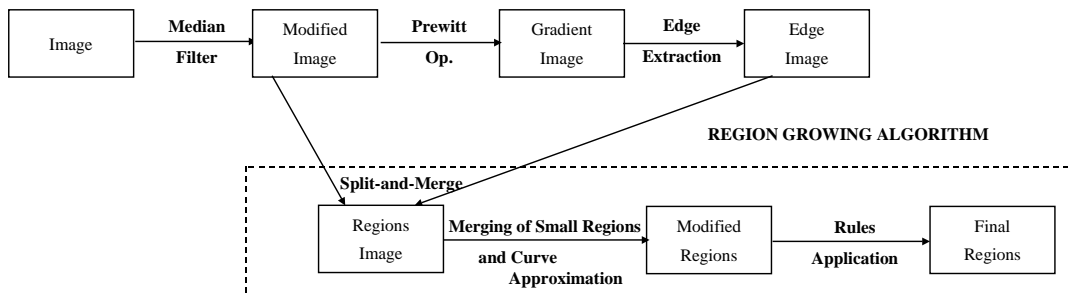 Image
Median
Filter
Modified
Image
Prewitt
Op.
Gradient
Image
Edge
Extraction
Edge
Image
REGION GROWING ALGORITHM
Split-and-Merge
Regions
Image
Merging of Small Regions
and Curve
Approximation
Modified
Regions
Rules
Application
Final
Regions